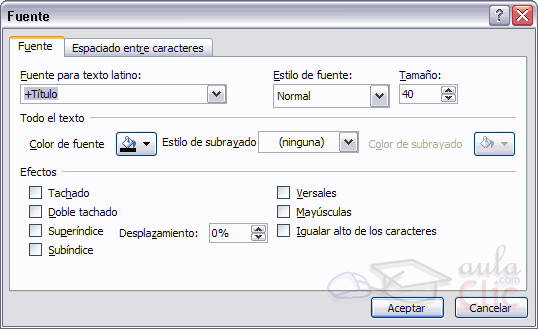 Fuente
Fuente Espaciado entre caracteres
Fuente para texto latino: Estilo de fuente: Tamaño:
+Título Normal 40
Todo el texto
Color de fuente Estilo de subrayado (ninguna) Color de subrayado
Efectos
Tachado Versales
Doble tachado Mayúsculas
Superíndice Desplazamiento: 0% Igualar alto de los caracteres
Subíndice
aula
.com
Clic
Aceptar Cancelar